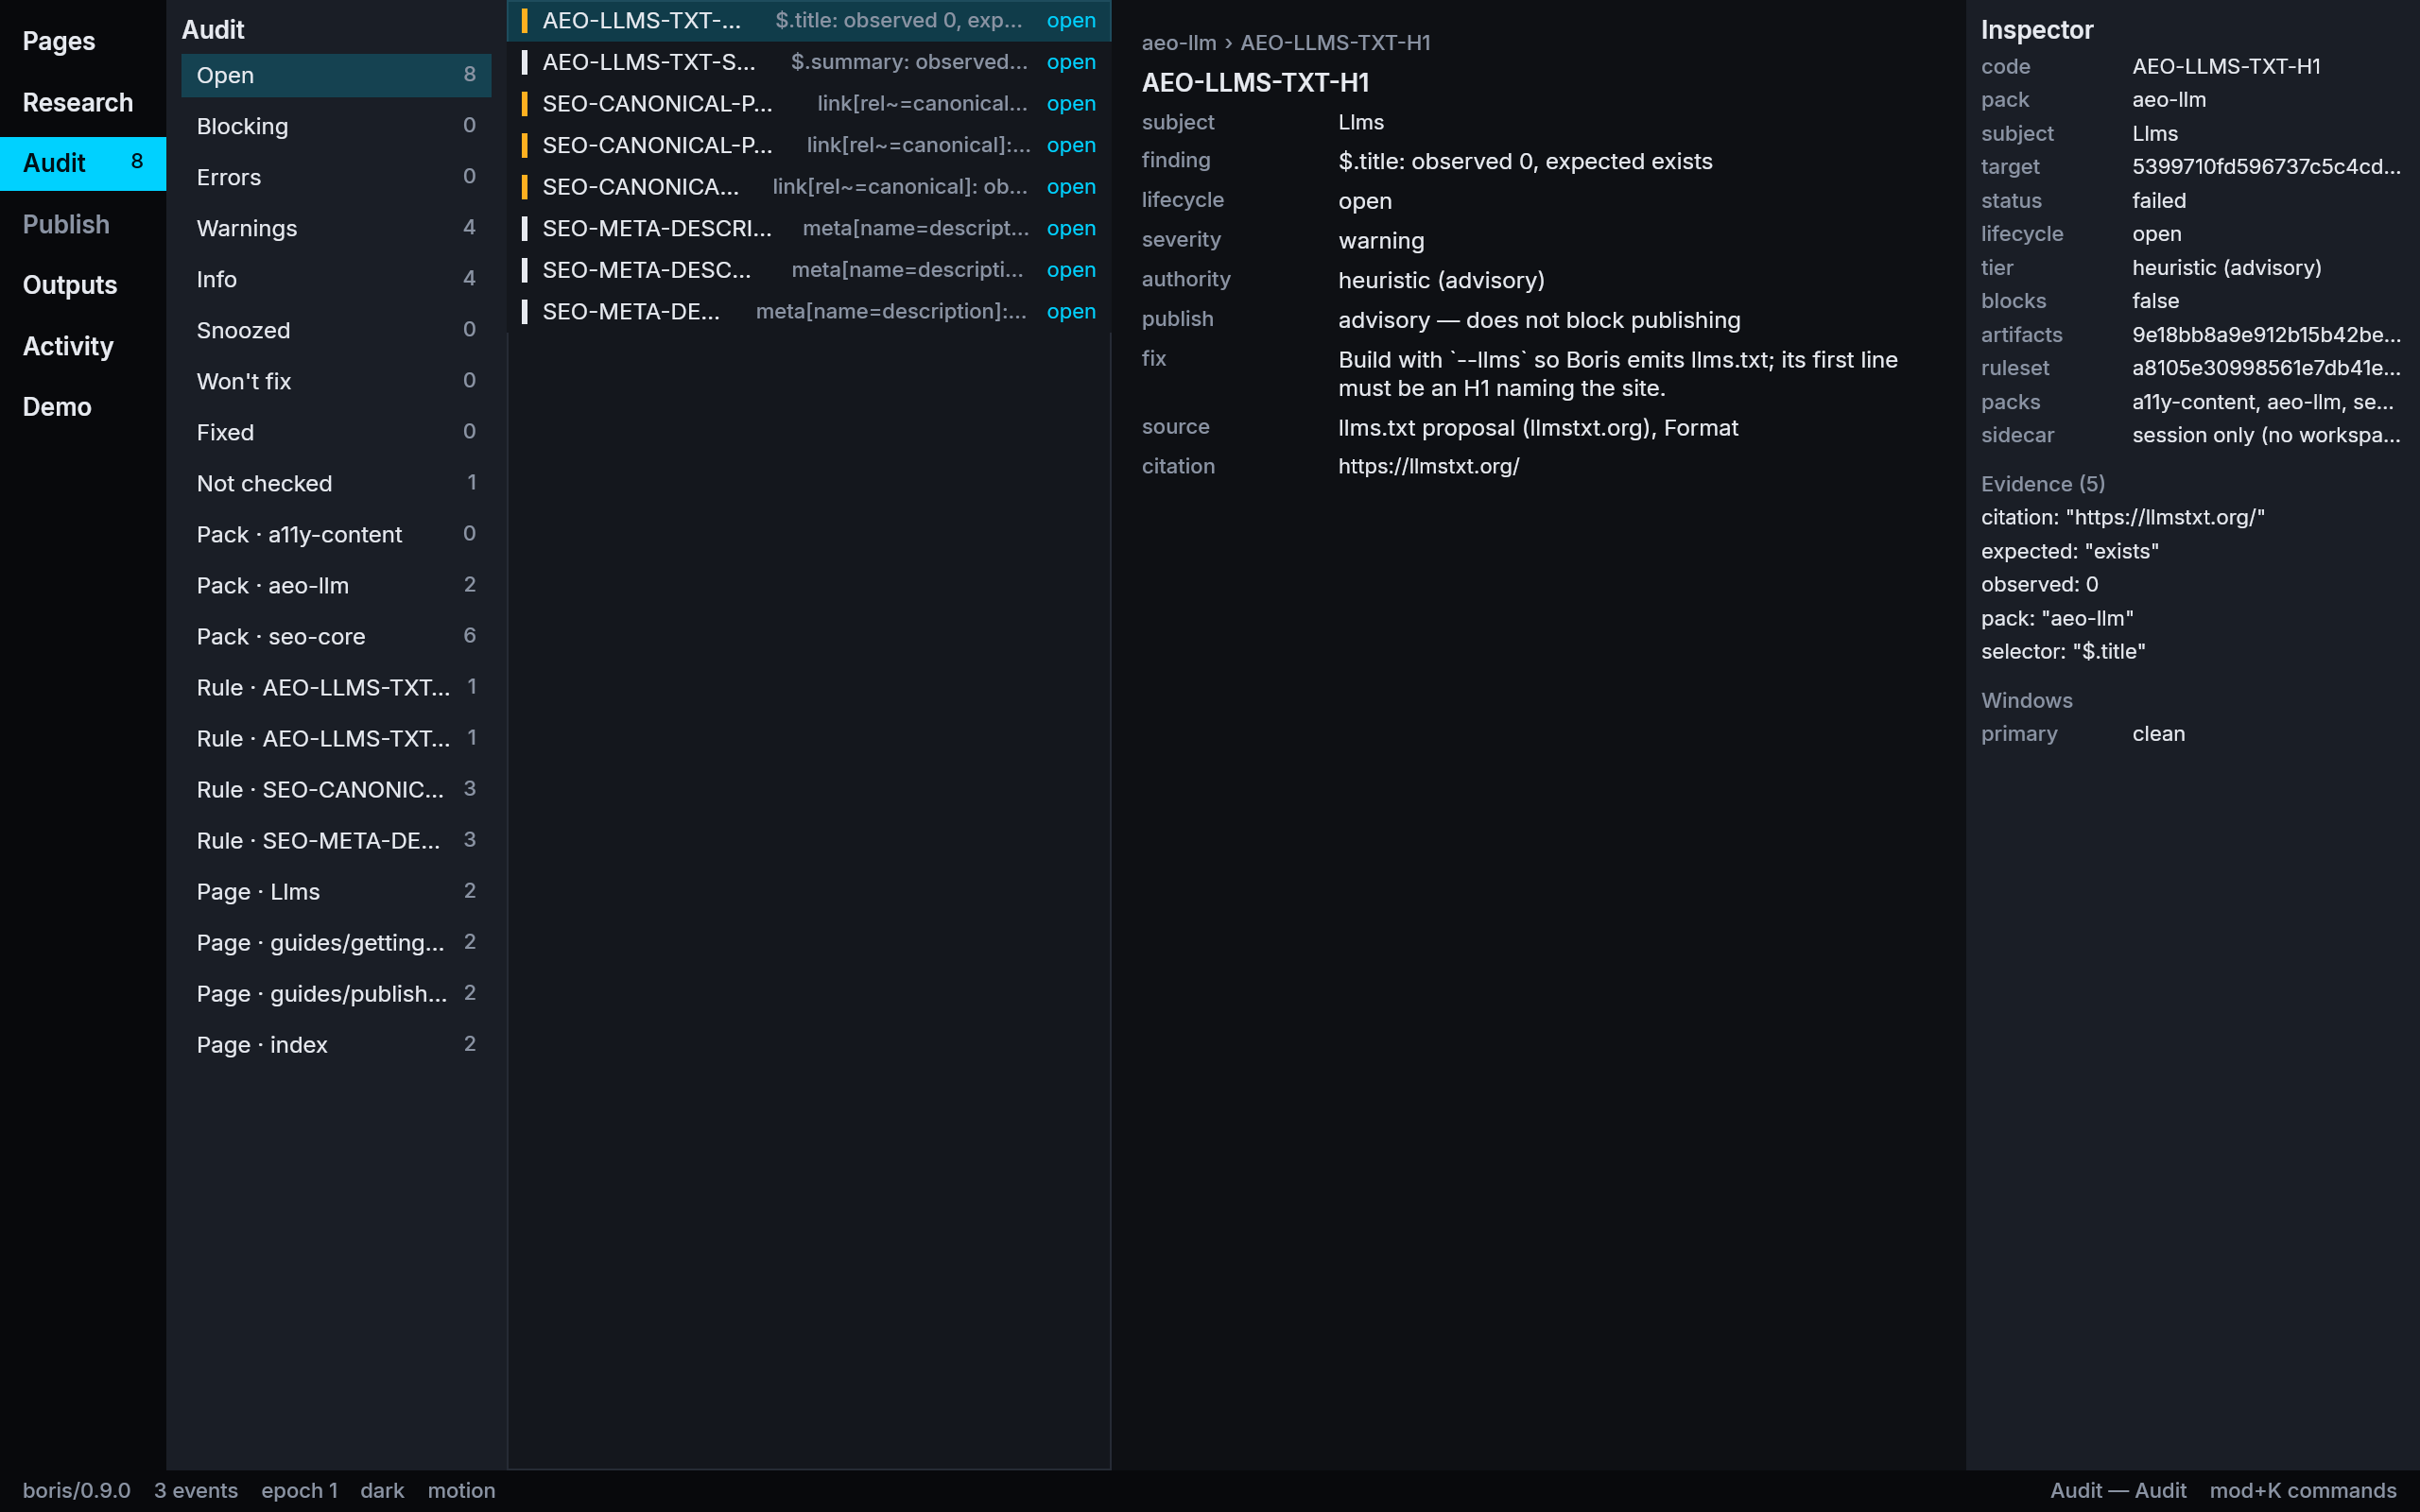 Pages
Research
Audit 8
Publish
Outputs
Activity
Demo
Audit
Open 8
Blocking 0
Errors 0
Warnings 4
Info 4
Snoozed 0
Won't fix 0
Fixed 0
Not checked 1
Pack · a11y-content 0
Pack · aeo-llm 2
Pack · seo-core 6
Rule · AEO-LLMS-TXT... 1
Rule · AEO-LLMS-TXT... 1
Rule · SEO-CANONIC... 3
Rule · SEO-META-DE... 3
Page · Llms 2
Page · guides/getting... 2
Page · guides/publish... 2
Page · index 2
AEO-LLMS-TXT-... $.title: observed 0, exp... open
AEO-LLMS-TXT-S... $.summary: observed... open
SEO-CANONICAL-P... link[rel~=canonical... open
SEO-CANONICAL-P... link[rel~=canonical]:... open
SEO-CANONICA... link[rel~=canonical]: ob... open
SEO-META-DESCRI... meta[name=descript... open
SEO-META-DESC... meta[name=descripti... open
SEO-META-DE... meta[name=description]:... open
aeo-llm › AEO-LLMS-TXT-H1
AEO-LLMS-TXT-H1
subject Llms
finding $.title: observed 0, expected exists
lifecycle open
severity warning
authority heuristic (advisory)
publish advisory — does not block publishing
fix Build with `--llms` so Boris emits llms.txt; its first line
must be an H1 naming the site.
source llms.txt proposal (llmstxt.org), Format
citation https://llmstxt.org/
Inspector
code AEO-LLMS-TXT-H1
pack aeo-llm
subject Llms
target 5399710fd596737c5c4cd...
status failed
lifecycle open
tier heuristic (advisory)
blocks false
artifacts 9e18bb8a9e912b15b42be...
ruleset a8105e30998561e7db41e...
packs a11y-content, aeo-llm, se...
sidecar session only (no workspa...
Evidence (5)
citation: "https://llmstxt.org/"
expected: "exists"
observed: 0
pack: "aeo-llm"
selector: "$.title"
Windows
primary clean
boris/0.9.0 3 events epoch 1 dark motion
Audit — Audit mod+K commands